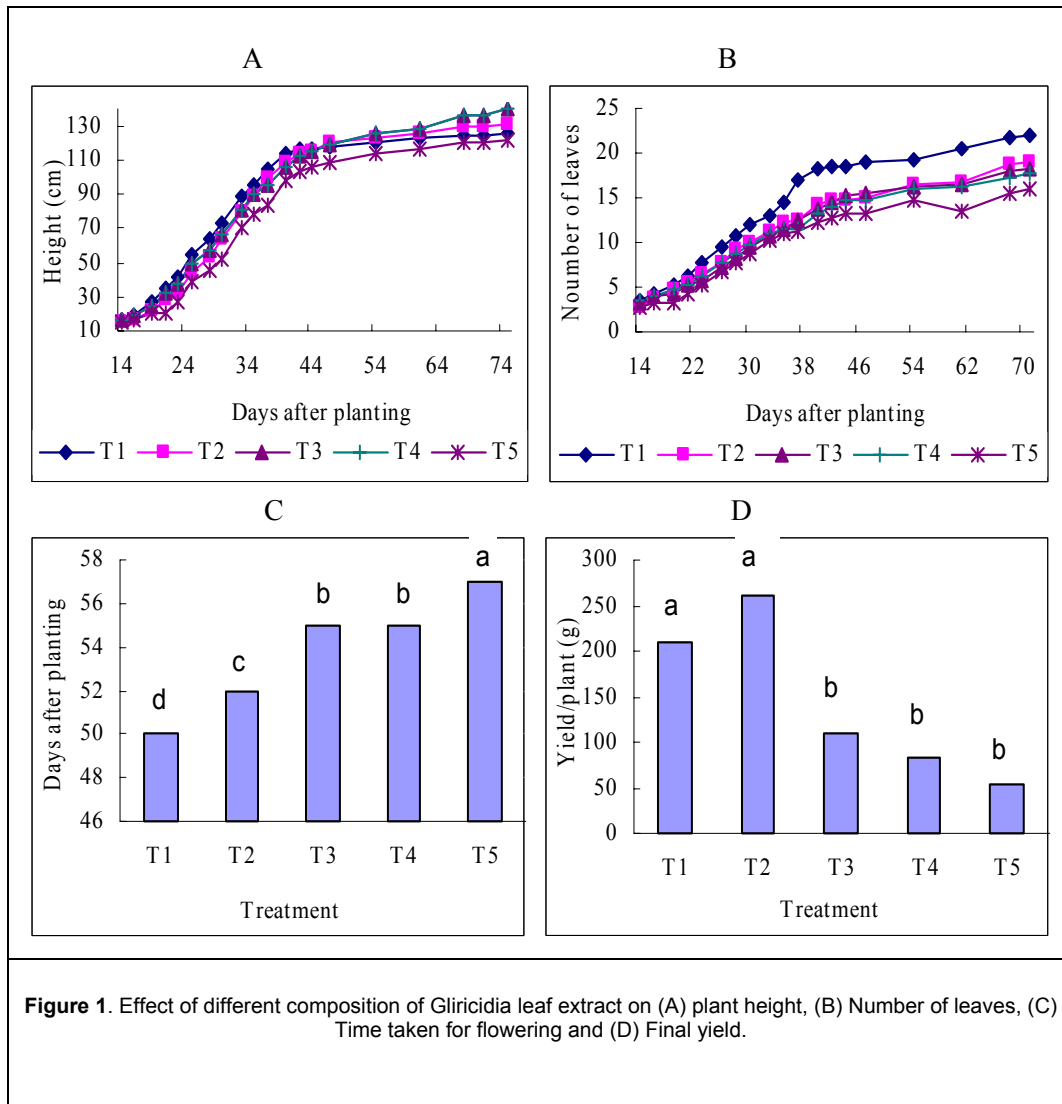 A
130
110
90
70
50
30
10
Height (cm)
14 24 34 44 54 64 74
Days after planting
T1 T2 T3 T4 T5
B
25
20
15
10
5
0
Noumber of leaves
14 22 30 38 46 54 62 70
Days after planting
T1 T2 T3 T4 T5
C
58
56
54
52
50
48
46
Days after planting
d c b b a
T1 T2 T3 T4 T5
Treatment
D
300
250
200
150
100
50
0
Yield/plant (g)
a a b b b
T1 T2 T3 T4 T5
Treatment
Figure 1. Effect of different composition of Gliricidia leaf extract on (A) plant height, (B) Number of leaves, (C)
Time taken for flowering and (D) Final yield.